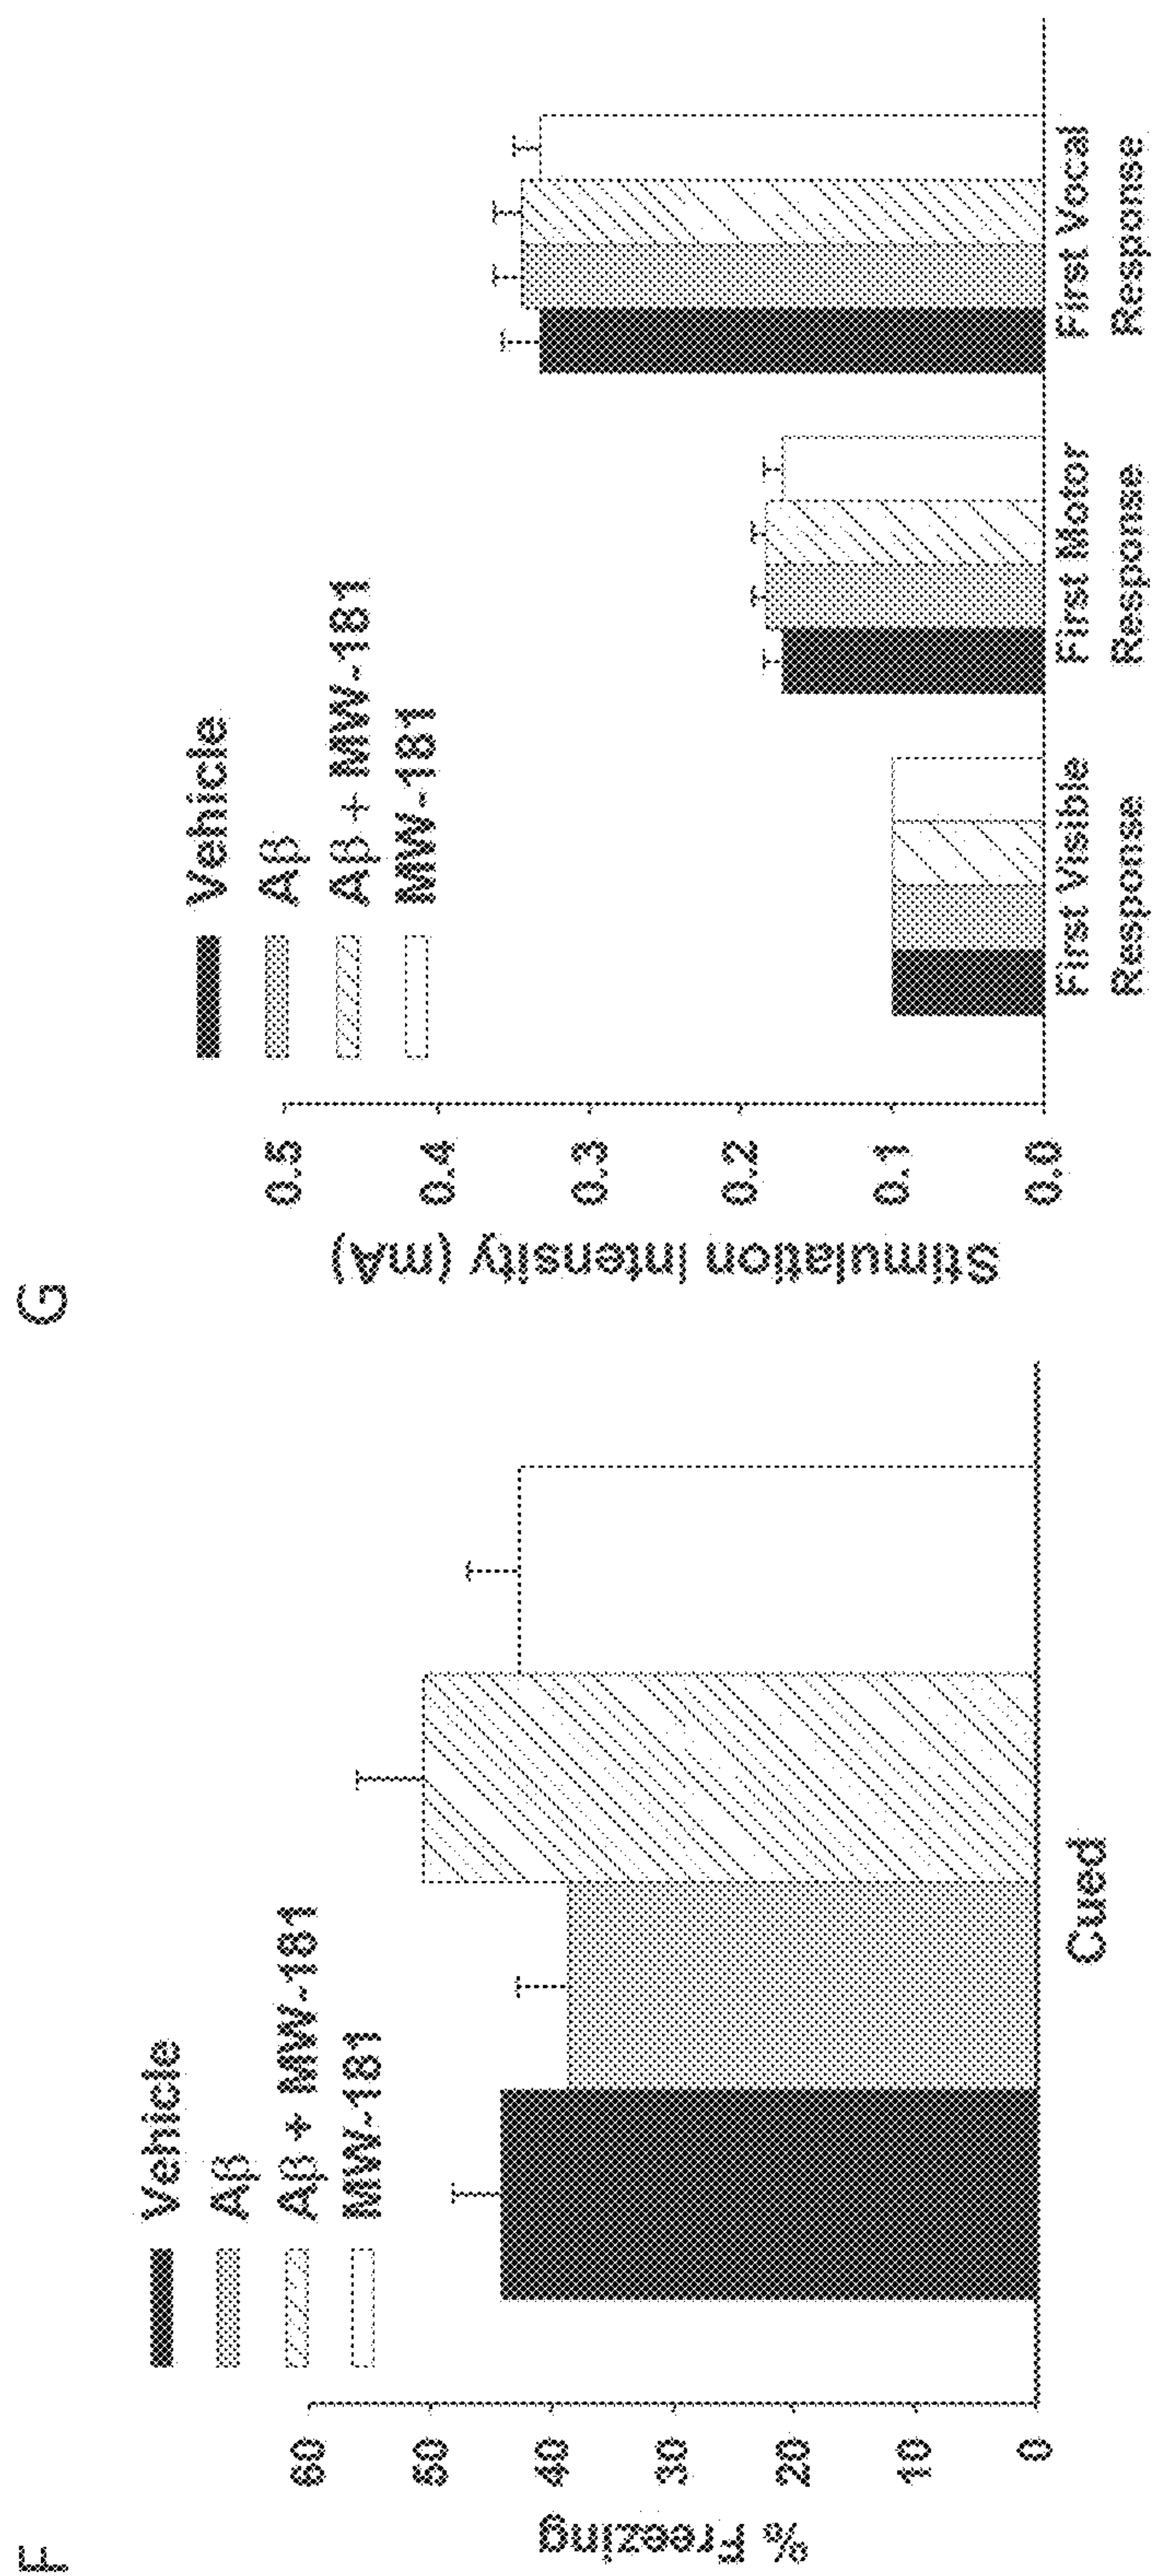 F
% Freezing
60
50
40
30
20
10
0
Vehicle
Aβ
Aβ + MW-181
MW-181
Cued
G
Stimulation Intensity (mA)
0.5
0.4
0.3
0.2
0.1
0.0
Vehicle
Aβ
Aβ + MW-181
MW-181
First Visible
Response
First Motor
Response
First Vocal
Response